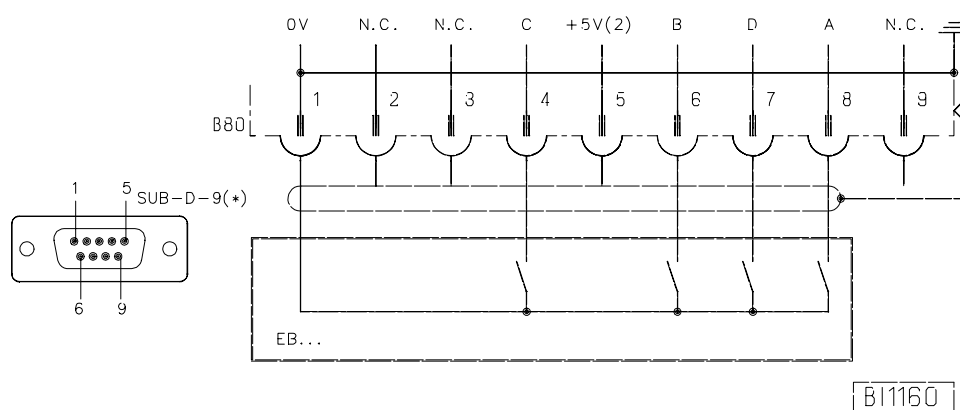 0V N.C. N.C. C +5V(2) B D A N.C.
1 2 3 4 5 6 7 8 9
B80
1 5 SUB-D-9(*)
6 9
EB...
BI1160